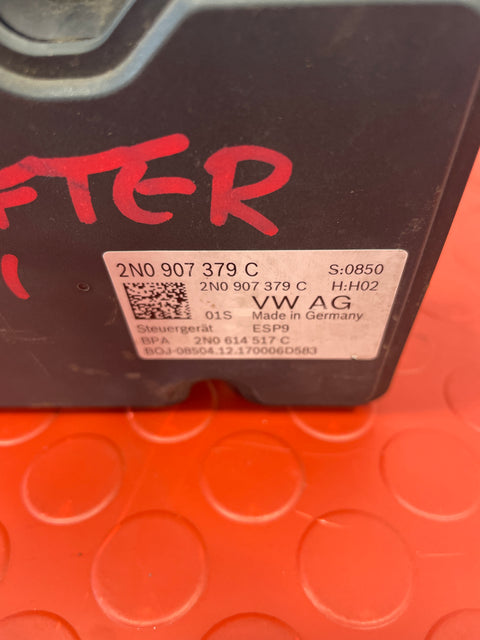 FTER
2N0 907 379 C S:0850
2N0 907 379 C H:H02
VW AG
01S Made in Germany
Steuergerät ESP9
BPA 2N0 614 517 C
BOJ-08504.12.170006D583